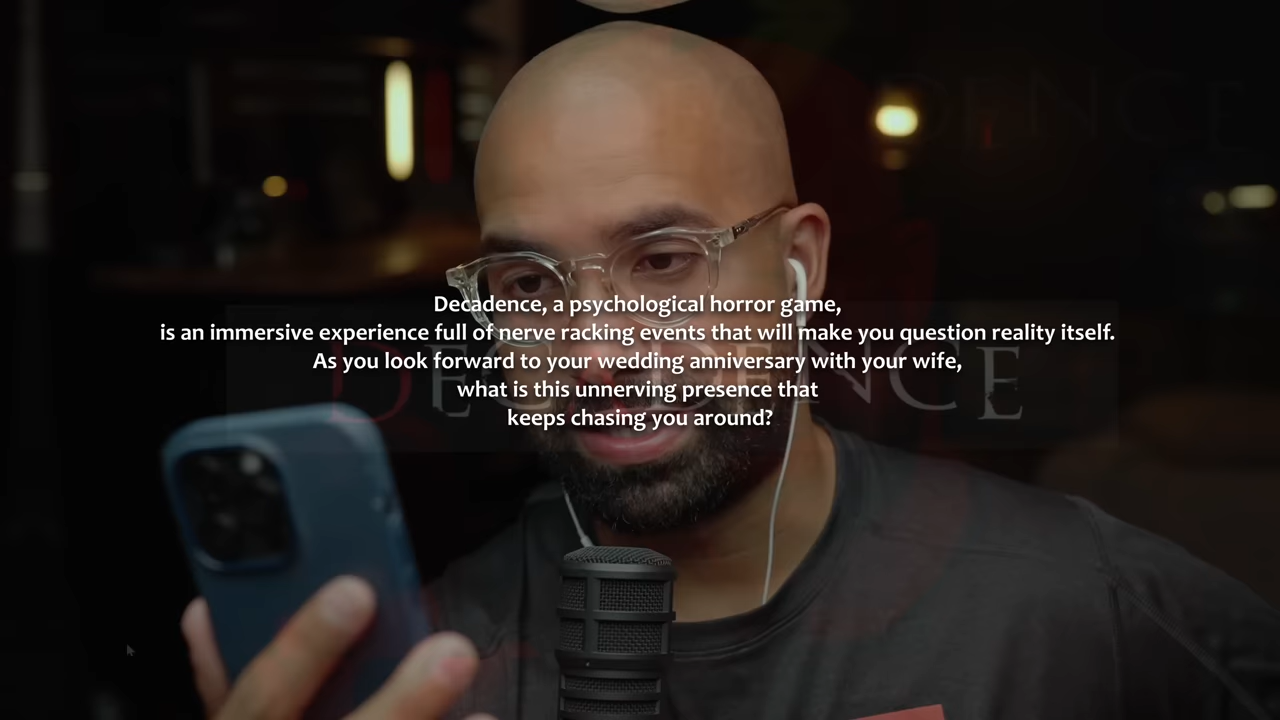 Decadence, a psychological horror game,
is an immersive experience full of nerve racking events that will make you question reality itself.
As you look forward to your wedding anniversary with your wife,
what is this unnerving presence that
keeps chasing you around?
DECADENCE